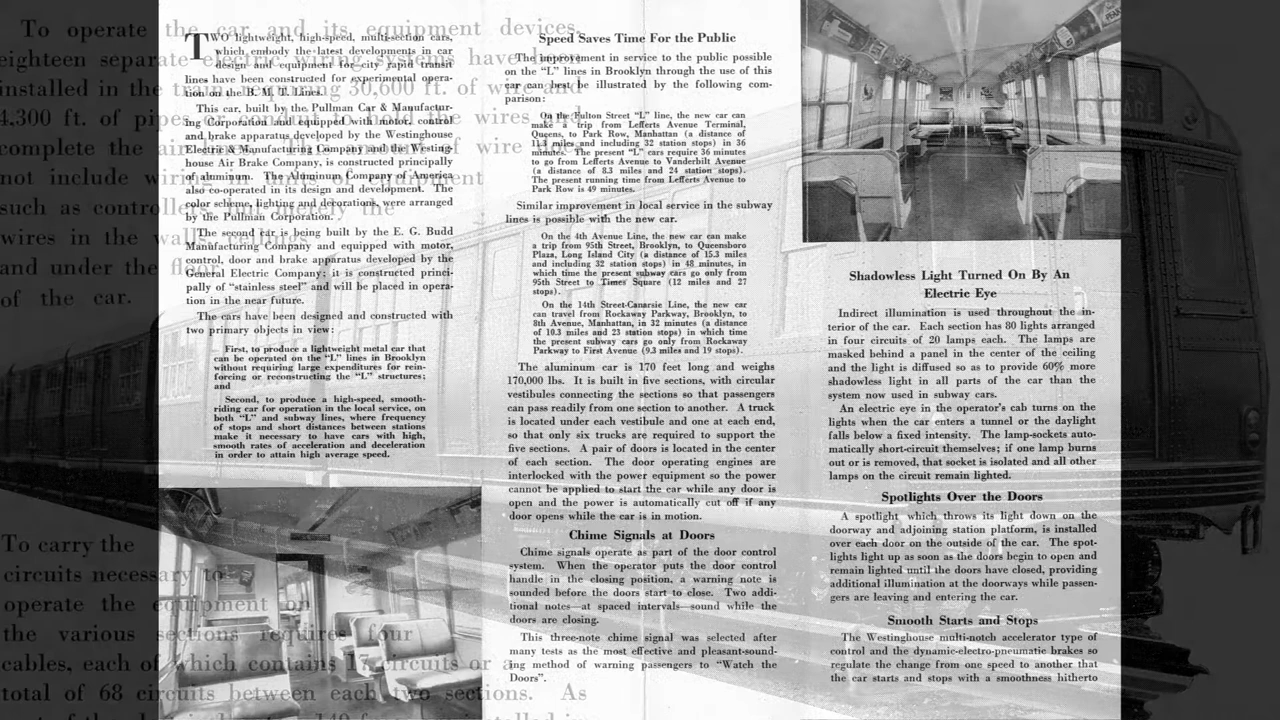 To operate the car and its equipment devices,
eighteen separate electric wiring systems have been
installed in the train, requiring 30,600 ft. of wire and
4,300 ft. of pipes or conduits to carry the wires and
complete the
not include wiring in units of equipment
such as controllers, but merely the
wires in the walls, ceilings
and under the floor
of the car.
To carry the
circuits necessary to
operate the equipment on
the various sections requires four
cables, each of which contains 17 circuits or a
total of 68 circuits between each two sections. As
TWO lightweight, high-speed, multi-section cars,
which embody the latest developments in car
design and equipment for city rapid transit
lines have been constructed for experimental opera-
tion on the B. M. T. lines.
This car, built by the Pullman Car & Manufactur-
ing Corporation and equipped with motor, control
and brake apparatus developed by the Westinghouse
Electric & Manufacturing Company and the Westing-
house Air Brake Company, is constructed principally
of aluminum. The Aluminum Company of America
also co-operated in its design and development. The
color scheme, lighting and decorations, were arranged
by the Pullman Corporation.
The second car is being built by the E. G. Budd
Manufacturing Company and equipped with motor,
control, door and brake apparatus developed by the
General Electric Company; it is constructed princi-
pally of "stainless steel" and will be placed in opera-
tion in the near future.
The cars have been designed and constructed with
two primary objects in view:
First, to produce a lightweight metal car that
can be operated on the "L" lines in Brooklyn
without requiring large expenditures for rein-
forcing or reconstructing the "L" structures;
and
Second, to produce a high-speed, smooth-
riding car for operation in the local service, on
both "L" and subway lines, where frequency
of stops and short distances between stations
make it necessary to have cars with high,
smooth rates of acceleration and deceleration
in order to attain high average speed.
Speed Saves Time For the Public
The improvement in service to the public possible
on the "L" lines in Brooklyn through the use of this
car can best be illustrated by the following com-
parison:
On the Fulton Street "L" line, the new car can
make a trip from Lefferts Avenue Terminal,
Queens, to Park Row, Manhattan (a distance of
11.3 miles and including 32 station stops) in 36
minutes. The present "L" cars require 36 minutes
to go from Lefferts Avenue to Vanderbilt Avenue
(a distance of 8.3 miles and 24 station stops).
The present running time from Lefferts Avenue to
Park Row is 49 minutes.
Similar improvement in local service in the subway
lines is possible with the new car.
On the 4th Avenue Line, the new car can make
a trip from 95th Street, Brooklyn, to Queensboro
Plaza, Long Island City (a distance of 15.3 miles
and including 32 station stops) in 48 minutes, in
which time the present subway cars go only from
95th Street to Times Square (12 miles and 27
stops).
On the 14th Street-Canarsie Line, the new car
can travel from Rockaway Parkway, Brooklyn, to
8th Avenue, Manhattan, in 32 minutes (a distance
of 10.3 miles and 23 station stops) in which time
the present subway cars go only from Rockaway
Parkway to First Avenue (9.3 miles and 19 stops).
The aluminum car is 170 feet long and weighs
170,000 lbs. It is built in five sections, with circular
vestibules connecting the sections so that passengers
can pass readily from one section to another. A truck
is located under each vestibule and one at each end,
so that only six trucks are required to support the
five sections. A pair of doors is located in the center
of each section. The door operating engines are
interlocked with the power equipment so the power
cannot be applied to start the car while any door is
open and the power is automatically cut off if any
door opens while the car is in motion.
Chime Signals at Doors
Chime signals operate as part of the door control
system. When the operator puts the door control
handle in the closing position, a warning note is
sounded before the doors start to close. Two addi-
tional notes—at spaced intervals—sound while the
doors are closing.
This three-note chime signal was selected after
many tests as the most effective and pleasant-sound-
ing method of warning passengers to "Watch the
Doors".
Shadowless Light Turned On By An
Electric Eye
Indirect illumination is used throughout the in-
terior of the car. Each section has 80 lights arranged
in four circuits of 20 lamps each. The lamps are
masked behind a panel in the center of the ceiling
and the light is diffused so as to provide 60% more
shadowless light in all parts of the car than the
system now used in subway cars.
An electric eye in the operator's cab turns on the
lights when the car enters a tunnel or the daylight
falls below a fixed intensity. The lamp-sockets auto-
matically short-circuit themselves; if one lamp burns
out or is removed, that socket is isolated and all other
lamps on the circuit remain lighted.
Spotlights Over the Doors
A spotlight which throws its light down on the
doorway and adjoining station platform, is installed
over each door on the outside of the car. The spot-
lights light up as soon as the doors begin to open and
remain lighted until the doors have closed, providing
additional illumination at the doorways while passen-
gers are leaving and entering the car.
Smooth Starts and Stops
The Westinghouse multi-notch accelerator type of
control and the dynamic-electro-pneumatic brakes so
regulate the change from one speed to another that
the car starts and stops with a smoothness hitherto